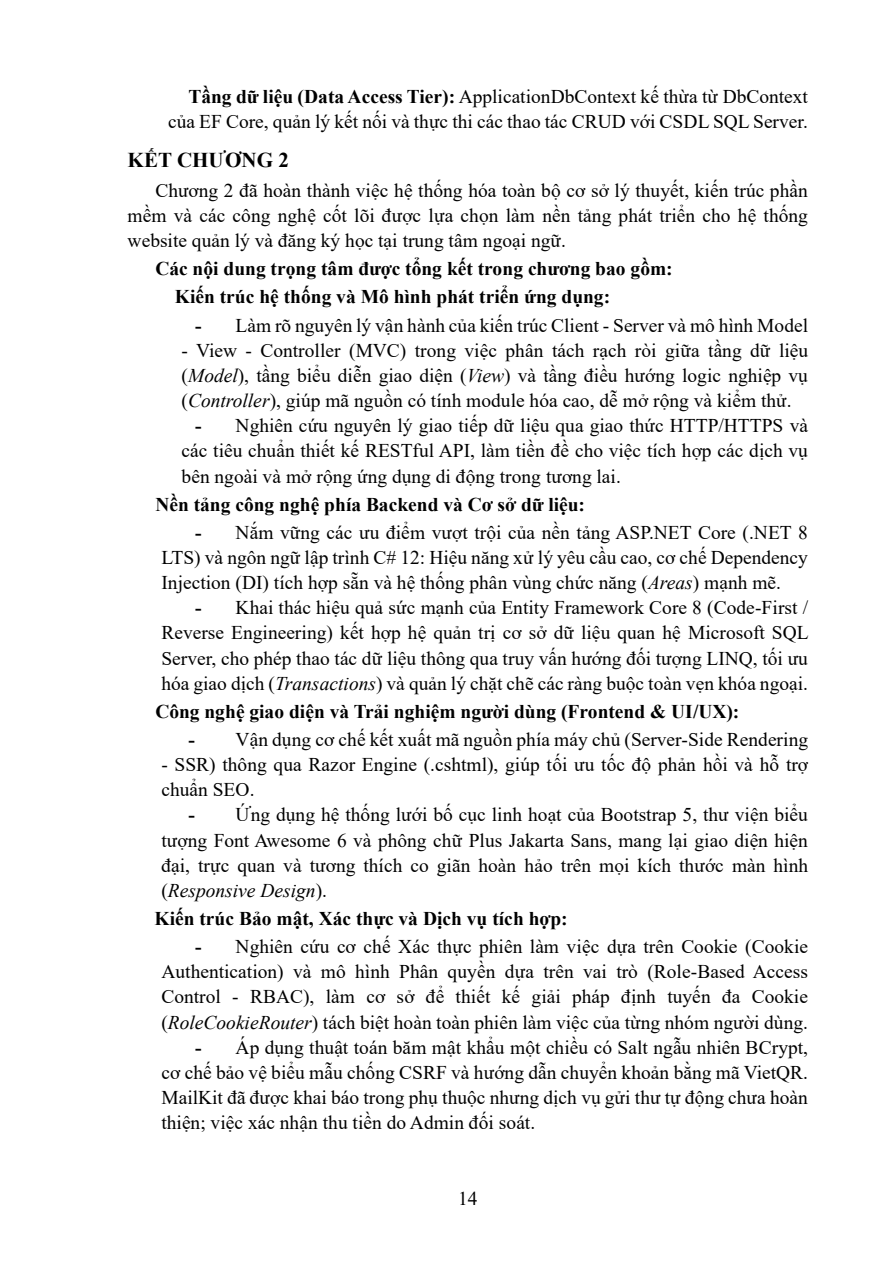 Tầng dữ liệu (Data Access Tier): ApplicationDbContext kế thừa từ DbContext
của EF Core, quản lý kết nối và thực thi các thao tác CRUD với CSDL SQL Server.
KẾT CHƯƠNG 2
Chương 2 đã hoàn thành việc hệ thống hóa toàn bộ cơ sở lý thuyết, kiến trúc phần
mềm và các công nghệ cốt lõi được lựa chọn làm nền tảng phát triển cho hệ thống
website quản lý và đăng ký học tại trung tâm ngoại ngữ.
Các nội dung trọng tâm được tổng kết trong chương bao gồm:
Kiến trúc hệ thống và Mô hình phát triển ứng dụng:
- Làm rõ nguyên lý vận hành của kiến trúc Client - Server và mô hình Model
- View - Controller (MVC) trong việc phân tách rạch ròi giữa tầng dữ liệu
(Model), tầng biểu diễn giao diện (View) và tầng điều hướng logic nghiệp vụ
(Controller), giúp mã nguồn có tính module hóa cao, dễ mở rộng và kiểm thử.
- Nghiên cứu nguyên lý giao tiếp dữ liệu qua giao thức HTTP/HTTPS và
các tiêu chuẩn thiết kế RESTful API, làm tiền đề cho việc tích hợp các dịch vụ
bên ngoài và mở rộng ứng dụng di động trong tương lai.
Nền tảng công nghệ phía Backend và Cơ sở dữ liệu:
- Nắm vững các ưu điểm vượt trội của nền tảng ASP.NET Core (.NET 8
LTS) và ngôn ngữ lập trình C# 12: Hiệu năng xử lý yêu cầu cao, cơ chế Dependency
Injection (DI) tích hợp sẵn và hệ thống phân vùng chức năng (Areas) mạnh mẽ.
- Khai thác hiệu quả sức mạnh của Entity Framework Core 8 (Code-First /
Reverse Engineering) kết hợp hệ quản trị cơ sở dữ liệu quan hệ Microsoft SQL
Server, cho phép thao tác dữ liệu thông qua truy vấn hướng đối tượng LINQ, tối ưu
hóa giao dịch (Transactions) và quản lý chặt chẽ các ràng buộc toàn vẹn khóa ngoại.
Công nghệ giao diện và Trải nghiệm người dùng (Frontend & UI/UX):
- Vận dụng cơ chế kết xuất mã nguồn phía máy chủ (Server-Side Rendering
- SSR) thông qua Razor Engine (.cshtml), giúp tối ưu tốc độ phản hồi và hỗ trợ
chuẩn SEO.
- Ứng dụng hệ thống lưới bố cục linh hoạt của Bootstrap 5, thư viện biểu
tượng Font Awesome 6 và phông chữ Plus Jakarta Sans, mang lại giao diện hiện
đại, trực quan và tương thích co giãn hoàn hảo trên mọi kích thước màn hình
(Responsive Design).
Kiến trúc Bảo mật, Xác thực và Dịch vụ tích hợp:
- Nghiên cứu cơ chế Xác thực phiên làm việc dựa trên Cookie (Cookie
Authentication) và mô hình Phân quyền dựa trên vai trò (Role-Based Access
Control - RBAC), làm cơ sở để thiết kế giải pháp định tuyến đa Cookie
(RoleCookieRouter) tách biệt hoàn toàn phiên làm việc của từng nhóm người dùng.
- Áp dụng thuật toán băm mật khẩu một chiều có Salt ngẫu nhiên BCrypt,
cơ chế bảo vệ biểu mẫu chống CSRF và hướng dẫn chuyển khoản bằng mã VietQR.
MailKit đã được khai báo trong phụ thuộc nhưng dịch vụ gửi thư tự động chưa hoàn
thiện; việc xác nhận thu tiền do Admin đối soát.
14